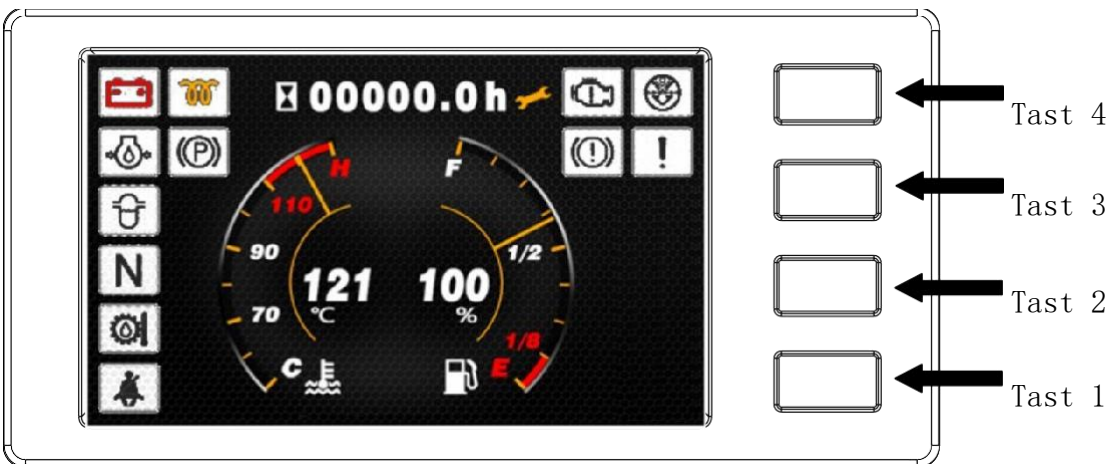 00000.0h
Tast 4
(P)
(!)
!
H
F
110
Tast 3
90
1/2
N
121
100
°C
%
Tast 2
70
1/8
C
E
Tast 1